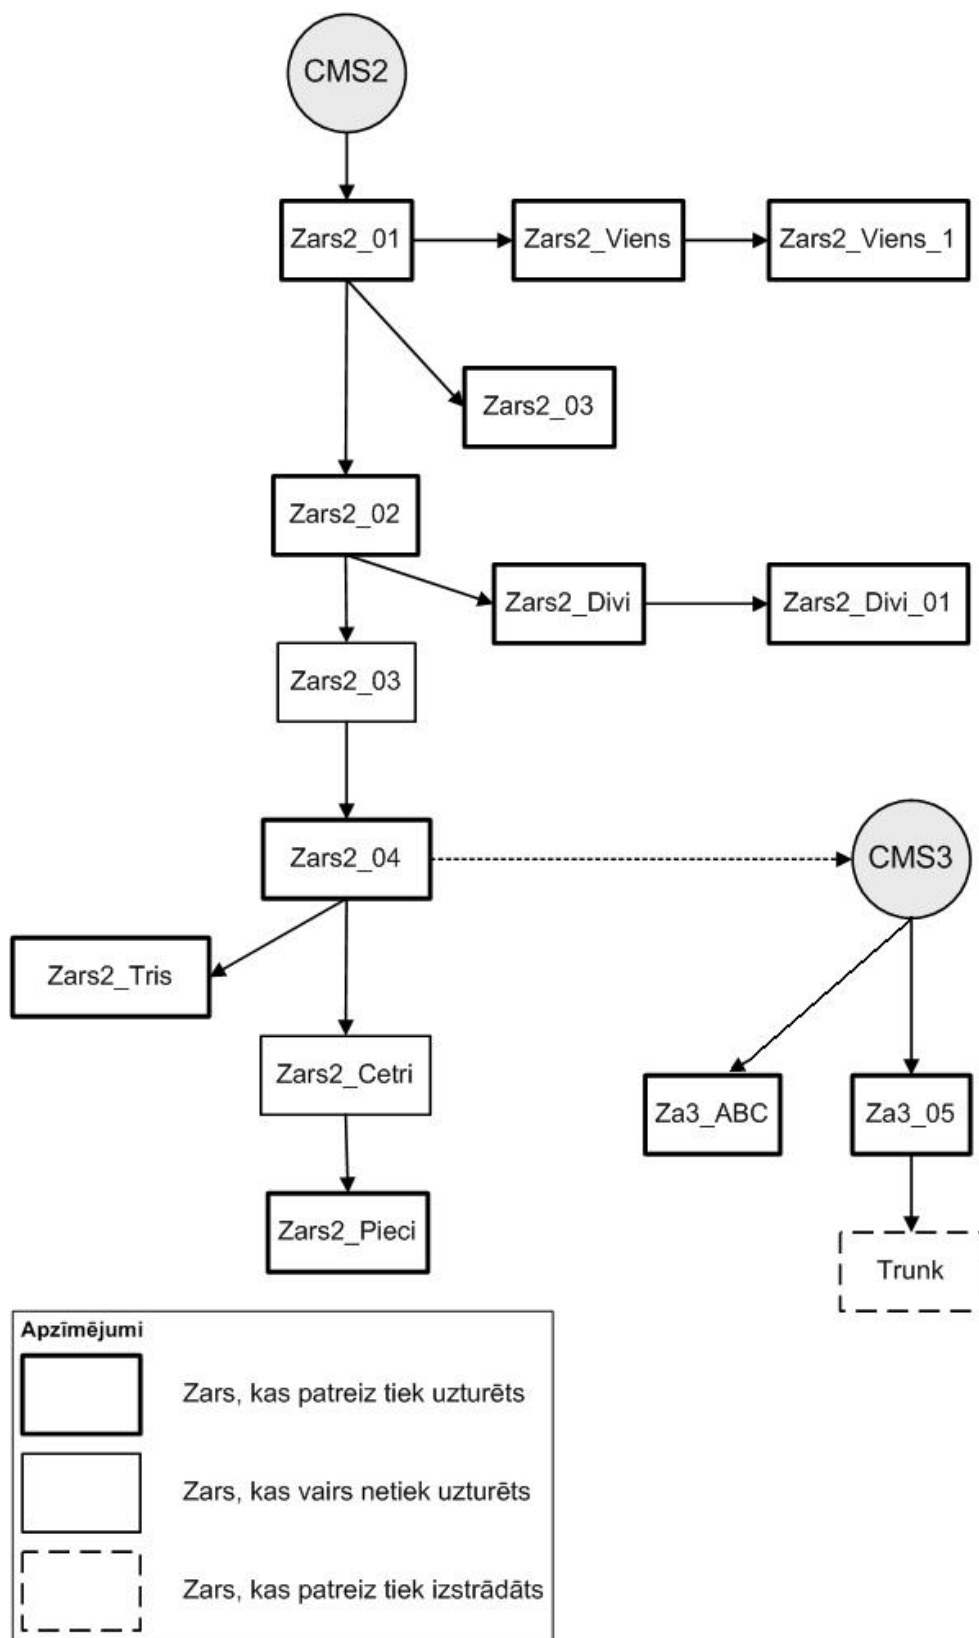 CMS2
Zars2_01
Zars2_Viens
Zars2_Viens_1
Zars2_03
Zars2_02
Zars2_Divi
Zars2_Divi_01
Zars2_03
Zars2_04
CMS3
Zars2_Tris
Zars2_Cetri
Za3_ABC
Za3_05
Zars2_Pieci
Trunk
Apzīmējumi
Zars, kas patreiz tiek uzturēts
Zars, kas vairs netiek uzturēts
Zars, kas patreiz tiek izstrādāts